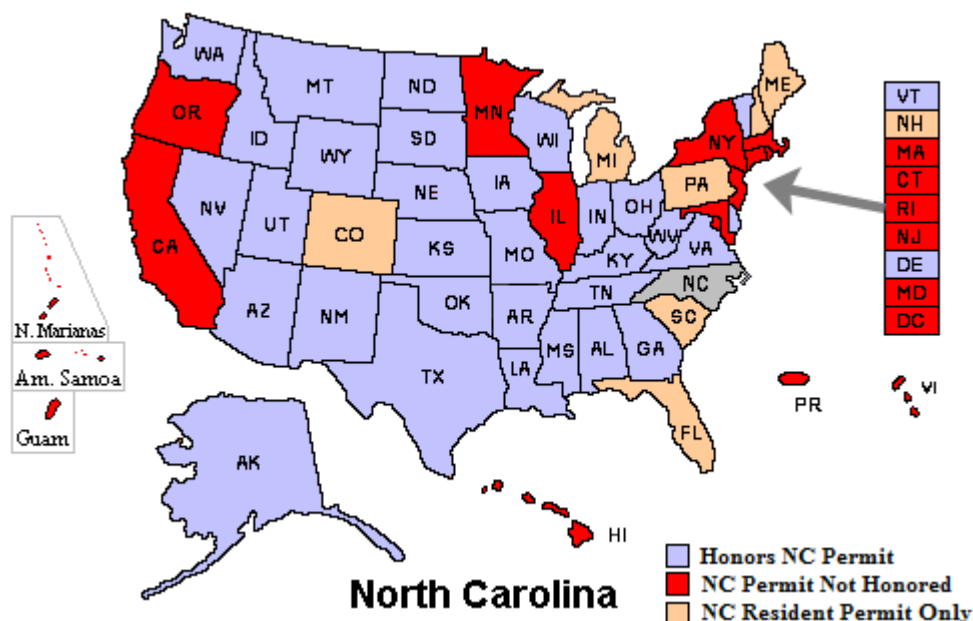 WA
MT
ND
MN
ME
VT
OR
NH
ID
SD
WI
NY
MA
WY
MI
CT
IA
PA
NE
RI
NV
OH
IL
IN
NJ
UT
CO
WV
VA
DE
CA
KS
MO
KY
MD
NC
TN
DC
OK
AZ
NM
AR
SC
N. Marianas
MS
AL
GA
LA
TX
Am. Samoa
VI
PR
Guam
FL
AK
HI
Honors NC Permit
NC Permit Not Honored
North Carolina
NC Resident Permit Only